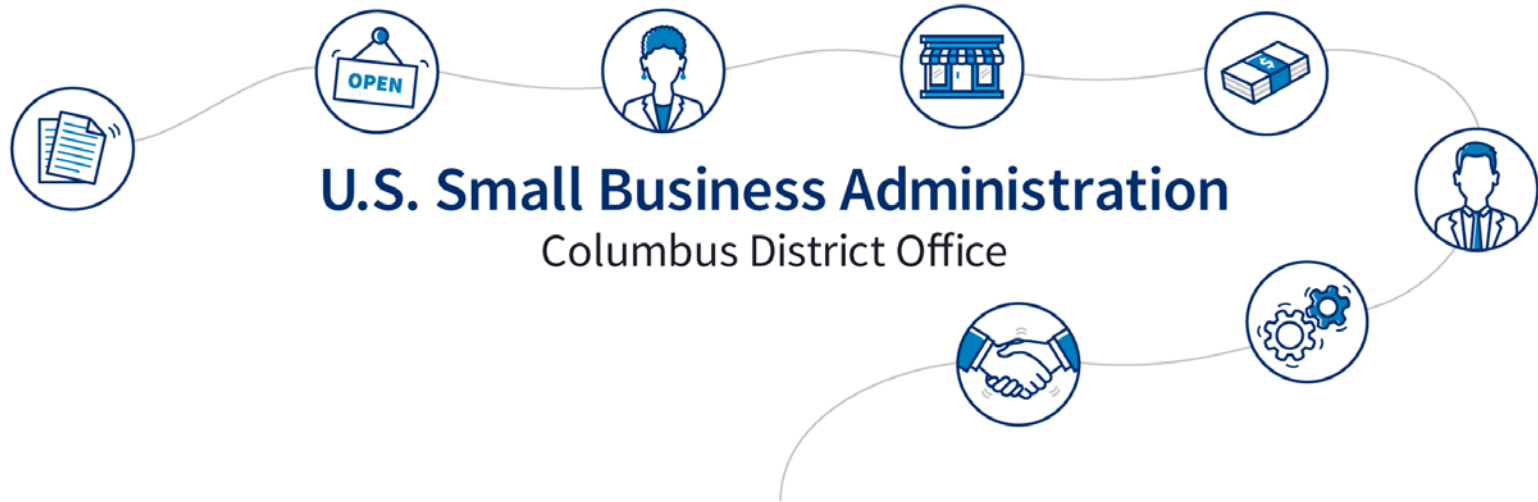 OPEN
$
U.S. Small Business Administration
Columbus District Office